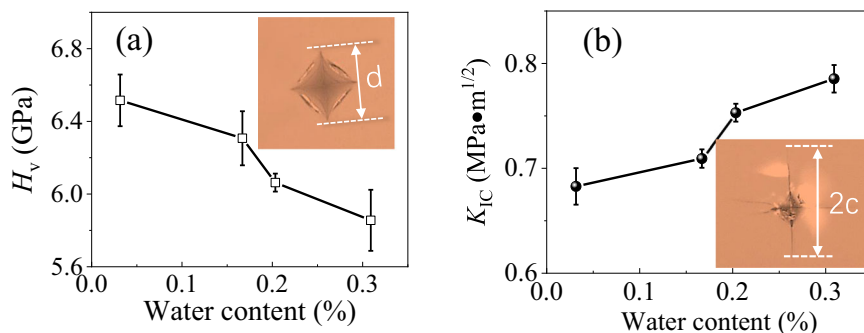 (a)
d
6.8
6.4
6.0
5.6
H_v (GPa)
0.0 0.1 0.2 0.3
Water content (%)
(b)
2c
0.8
0.7
0.6
K_IC (MPa•m^1/2)
0.0 0.1 0.2 0.3
Water content (%)